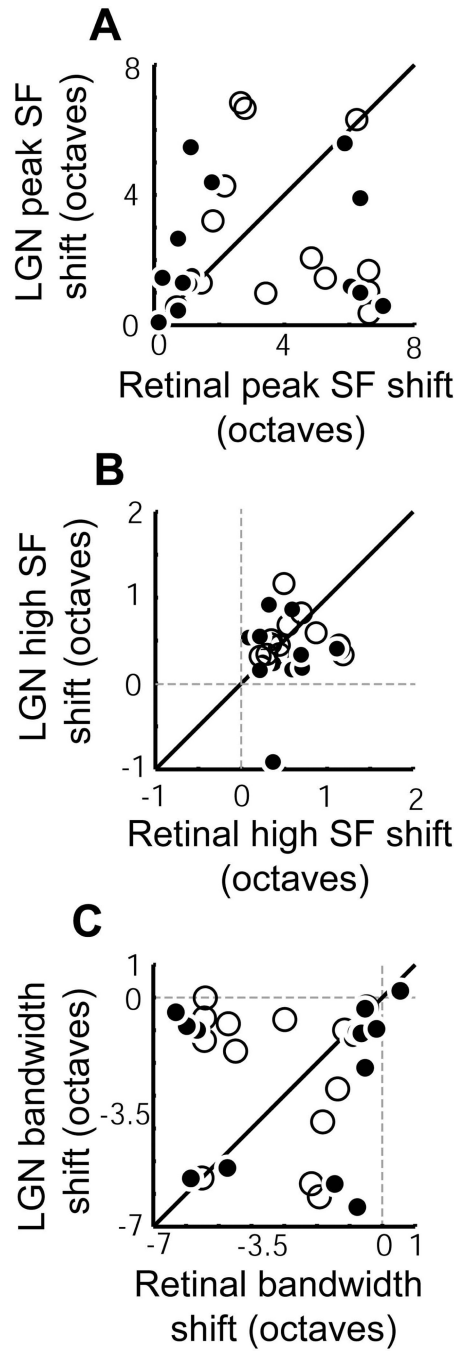 A
LGN peak SF
shift (octaves)
8
4
0
0 4 8
Retinal peak SF shift
(octaves)
B
LGN high SF
shift (octaves)
2
1
0
-1
-1 0 1 2
Retinal high SF shift
(octaves)
C
LGN bandwidth
shift (octaves)
1
0
-3.5
-7
-7 -3.5 0 1
Retinal bandwidth
shift (octaves)